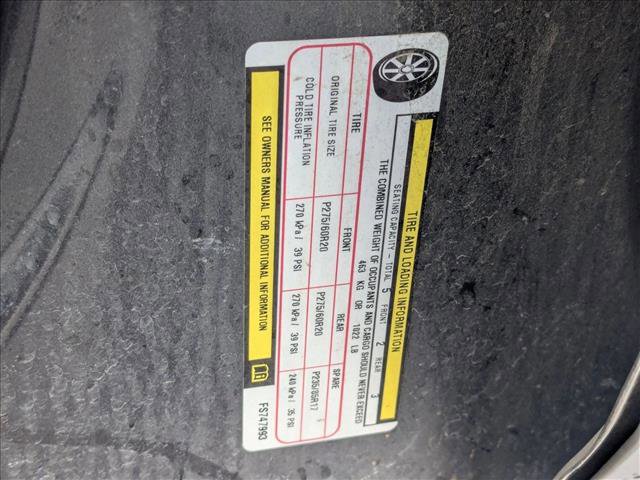 TIRE AND LOADING INFORMATION
SEATING CAPACITY - TOTAL 5 FRONT 2 REAR 3
THE COMBINED WEIGHT OF OCCUPANTS AND CARGO SHOULD NEVER EXCEED
463 KG OR 1022 LB
TIRE FRONT REAR SPARE
ORIGINAL TIRE SIZE P275/60R20 P275/60R20 P235/85R17
COLD TIRE INFLATION
PRESSURE 270 kPa / 39 PSI 270 kPa / 39 PSI 240 kPa / 35 PSI
SEE OWNERS MANUAL FOR ADDITIONAL INFORMATION
FS747993